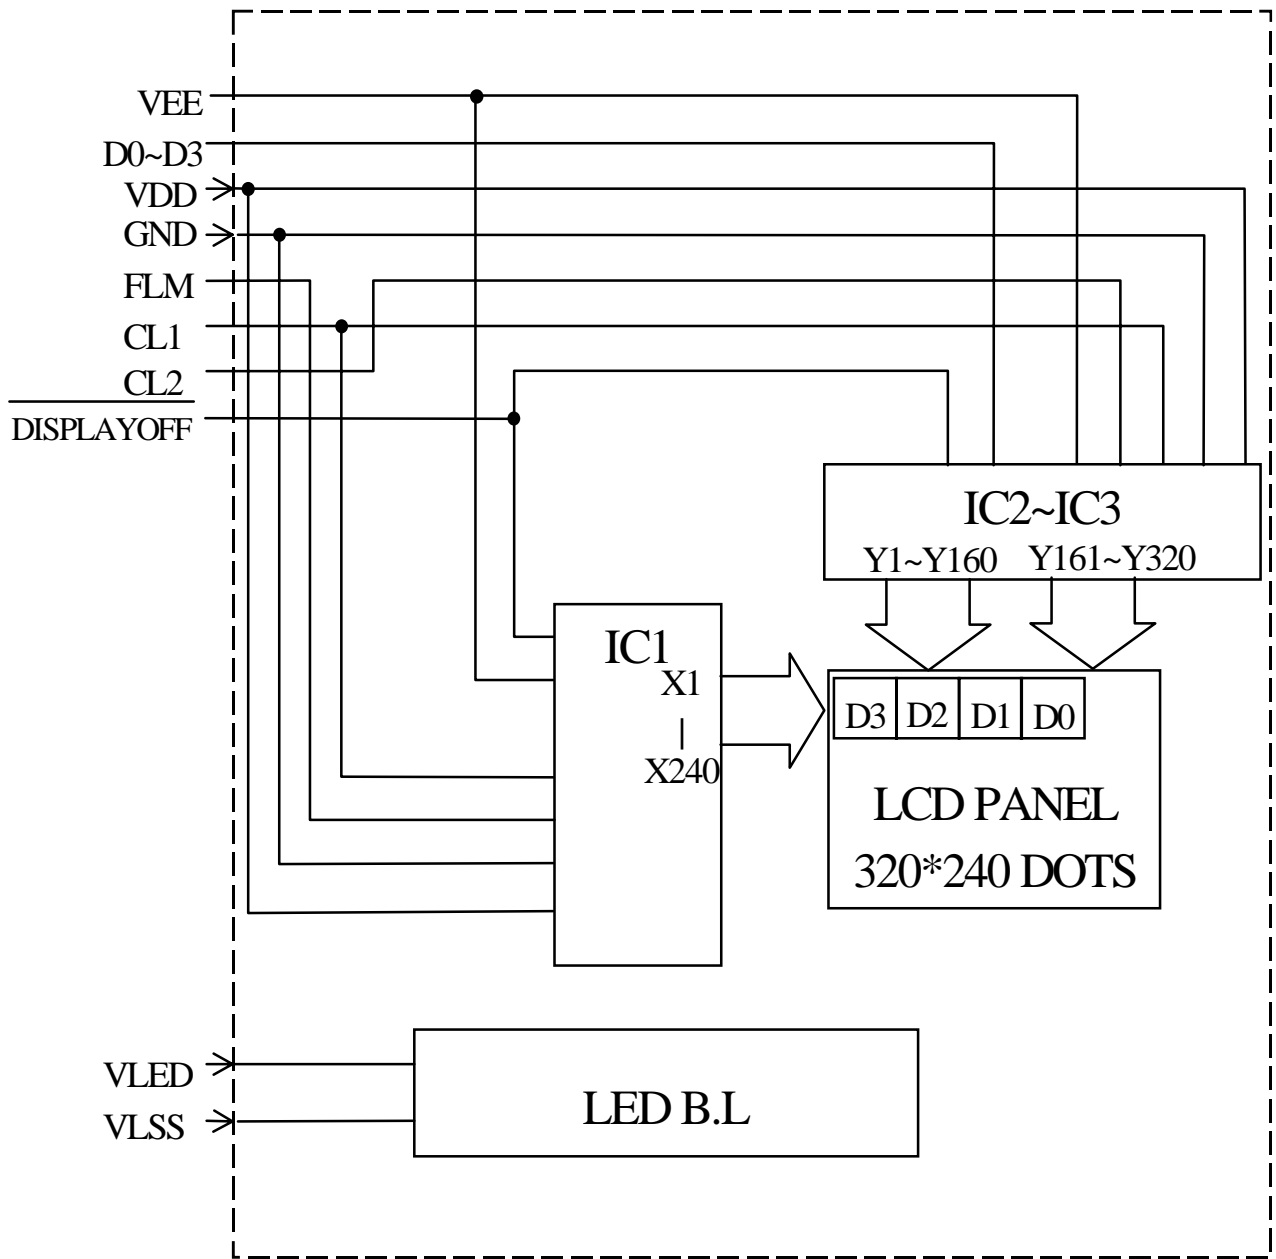 VEE
D0~D3
VDD
GND
FLM
CL1
CL2
DISPLAYOFF
IC2~IC3
Y1~Y160 Y161~Y320
IC1
X1
|
X240
D3 D2 D1 D0
LCD PANEL
320*240 DOTS
VLED
VLSS
LED B.L